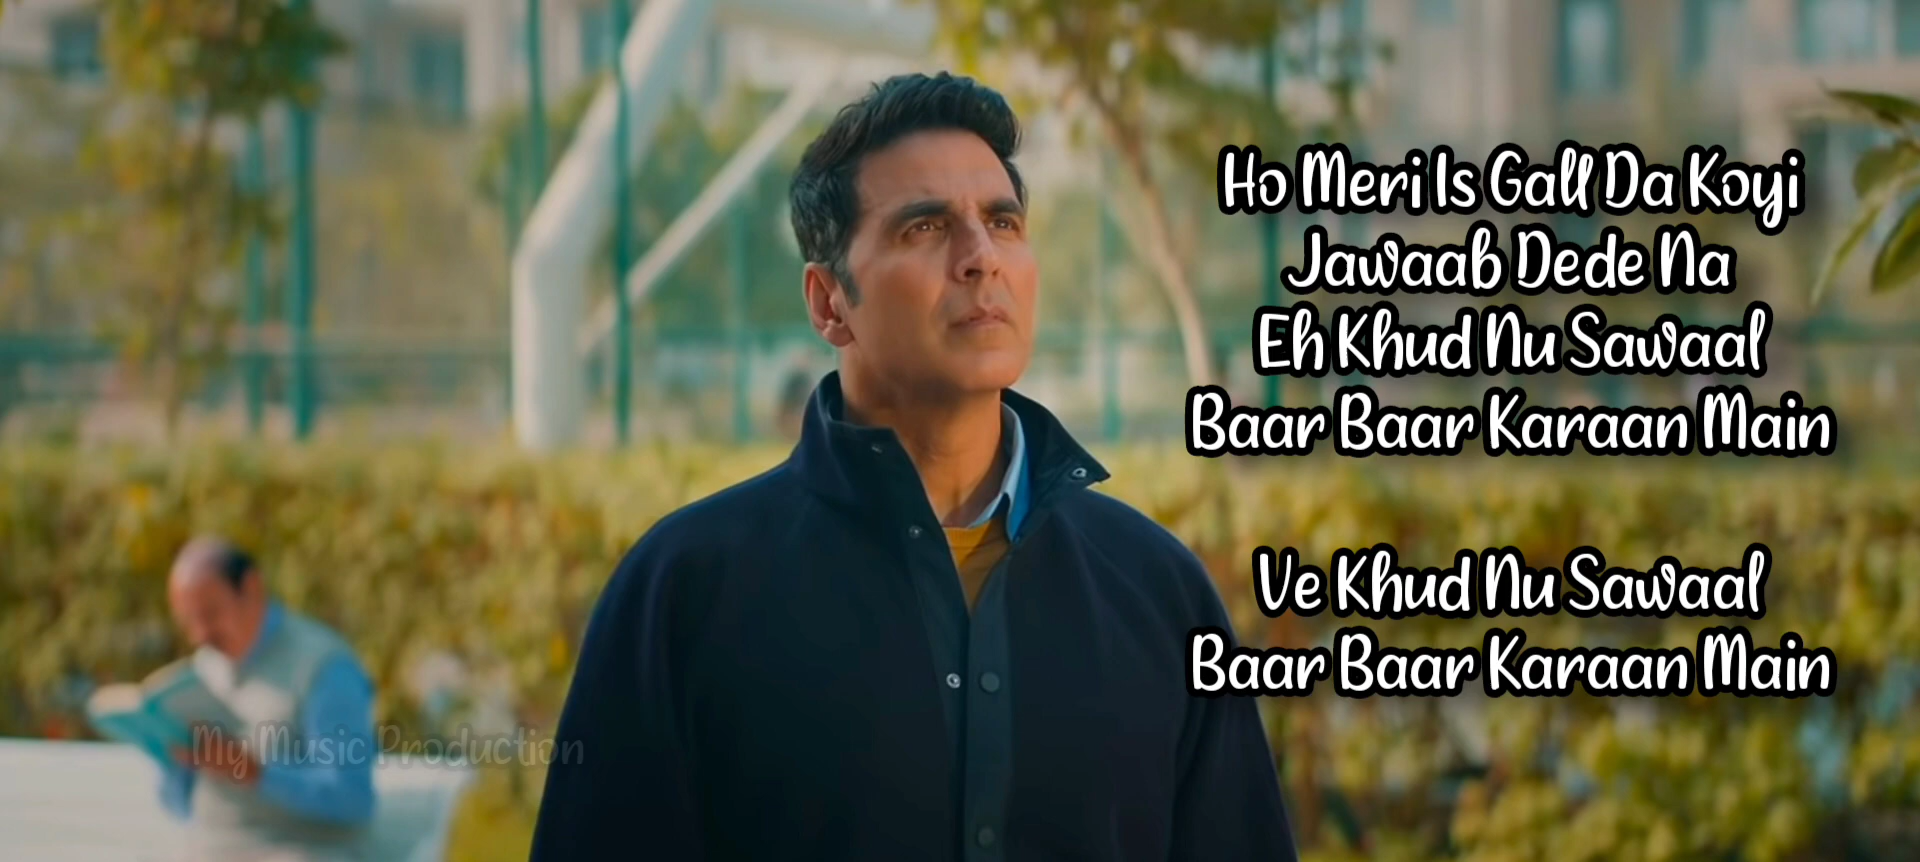 Ho Meri Is Gall Da Koyi
Jawaab Dede Na
Eh Khud Nu Sawaal
Baar Baar Karaan Main
Ve Khud Nu Sawaal
Baar Baar Karaan Main
My Music Production